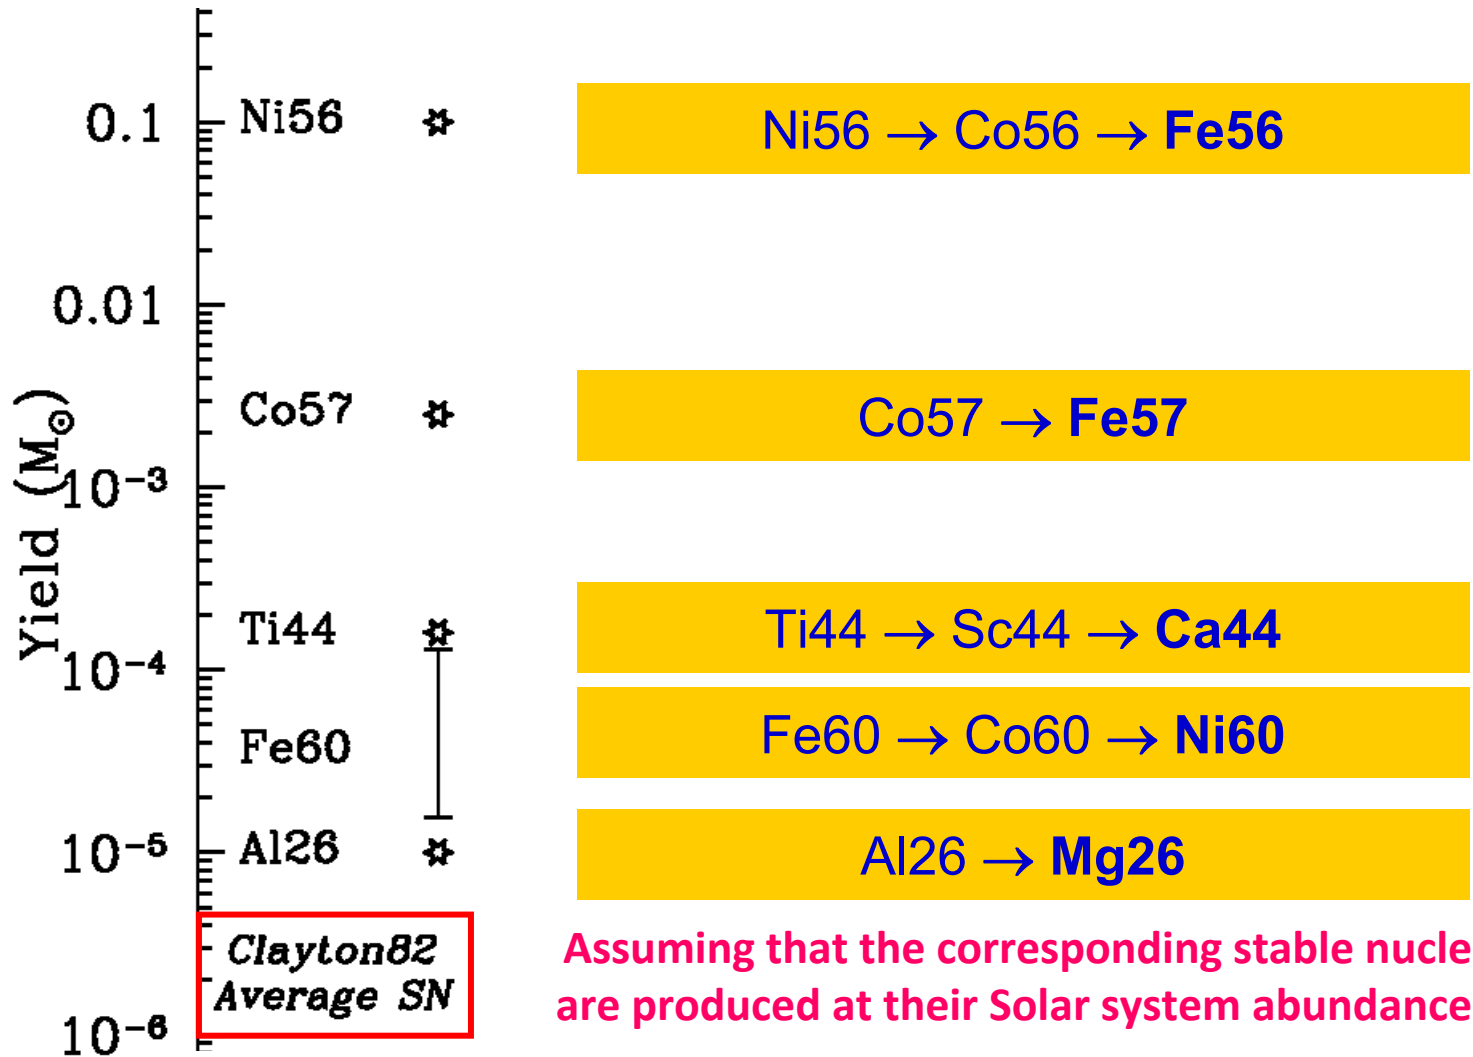 Yield (M⊙)
0.1
0.01
10⁻³
10⁻⁴
10⁻⁵
10⁻⁶
Ni56
Co57
Ti44
Fe60
Al26
Clayton82
Average SN
Ni56 → Co56 → Fe56
Co57 → Fe57
Ti44 → Sc44 → Ca44
Fe60 → Co60 → Ni60
Al26 → Mg26
Assuming that the corresponding stable nucle
are produced at their Solar system abundance